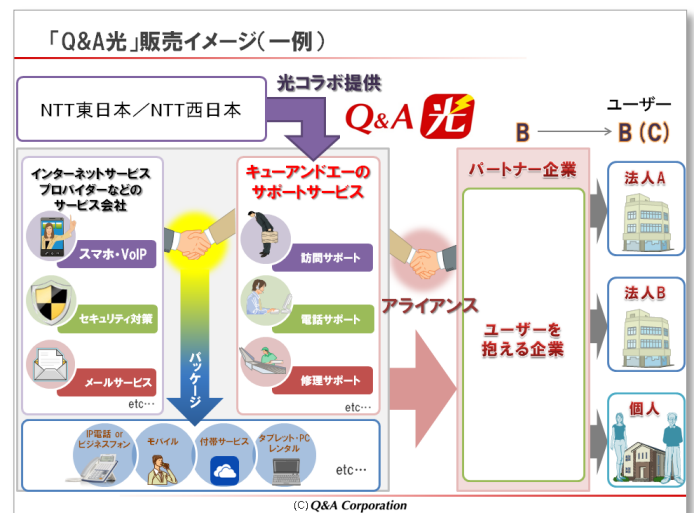 「Q&A光」販売イメージ(一例)
光コラボ提供
NTT東日本/NTT西日本
Q&A 光
ユーザー
B → B(C)
インターネットサービス
プロバイダーなどの
サービス会社
スマホ・VoIP
セキュリティ対策
メールサービス
etc…
キューアンドエーの
サポートサービス
訪問サポート
電話サポート
修理サポート
etc…
パッケージ
アライアンス
パートナー企業
ユーザーを
抱える企業
法人A
法人B
個人
IP電話 or
ビジネスフォン
モバイル
付帯サービス
タブレット・PC
レンタル
etc…
(C) Q&A Corporation